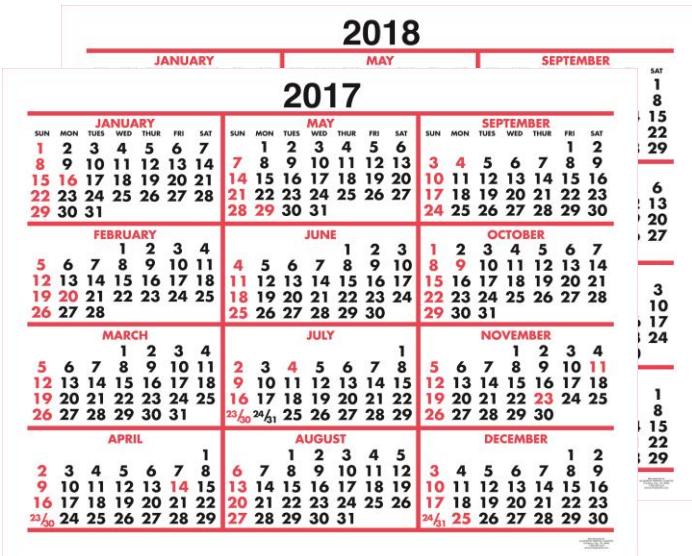 2018
JANUARY MAY SEPTEMBER
SAT
1
8
15
22
29
6
13
20
27
3
10
17
24
1
8
15
22
29
2017
JANUARY MAY SEPTEMBER
SUN MON TUES WED THUR FRI SAT SUN MON TUES WED THUR FRI SAT SUN MON TUES WED THUR FRI SAT
1 2 3 4 5 6 7 1 2 3 4 5 6 1 2
8 9 10 11 12 13 14 7 8 9 10 11 12 13 3 4 5 6 7 8 9
15 16 17 18 19 20 21 14 15 16 17 18 19 20 10 11 12 13 14 15 16
22 23 24 25 26 27 28 21 22 23 24 25 26 27 17 18 19 20 21 22 23
29 30 31 28 29 30 31 24 25 26 27 28 29 30
FEBRUARY JUNE OCTOBER
1 2 3 4 1 2 3 1 2 3 4 5 6 7
5 6 7 8 9 10 11 4 5 6 7 8 9 10 8 9 10 11 12 13 14
12 13 14 15 16 17 18 11 12 13 14 15 16 17 15 16 17 18 19 20 21
19 20 21 22 23 24 25 18 19 20 21 22 23 24 22 23 24 25 26 27 28
26 27 28 25 26 27 28 29 30 29 30 31
MARCH JULY NOVEMBER
1 2 3 4 1 1 2 3 4
5 6 7 8 9 10 11 2 3 4 5 6 7 8 5 6 7 8 9 10 11
12 13 14 15 16 17 18 9 10 11 12 13 14 15 12 13 14 15 16 17 18
19 20 21 22 23 24 25 16 17 18 19 20 21 22 19 20 21 22 23 24 25
26 27 28 29 30 31 23/30 24/31 25 26 27 28 29 26 27 28 29 30
APRIL AUGUST DECEMBER
1 1 2 3 4 5 1 2
2 3 4 5 6 7 8 6 7 8 9 10 11 12 3 4 5 6 7 8 9
9 10 11 12 13 14 15 13 14 15 16 17 18 19 10 11 12 13 14 15 16
16 17 18 19 20 21 22 20 21 22 23 24 25 26 17 18 19 20 21 22 23
23/30 24 25 26 27 28 29 27 28 29 30 31 24/31 25 26 27 28 29 30